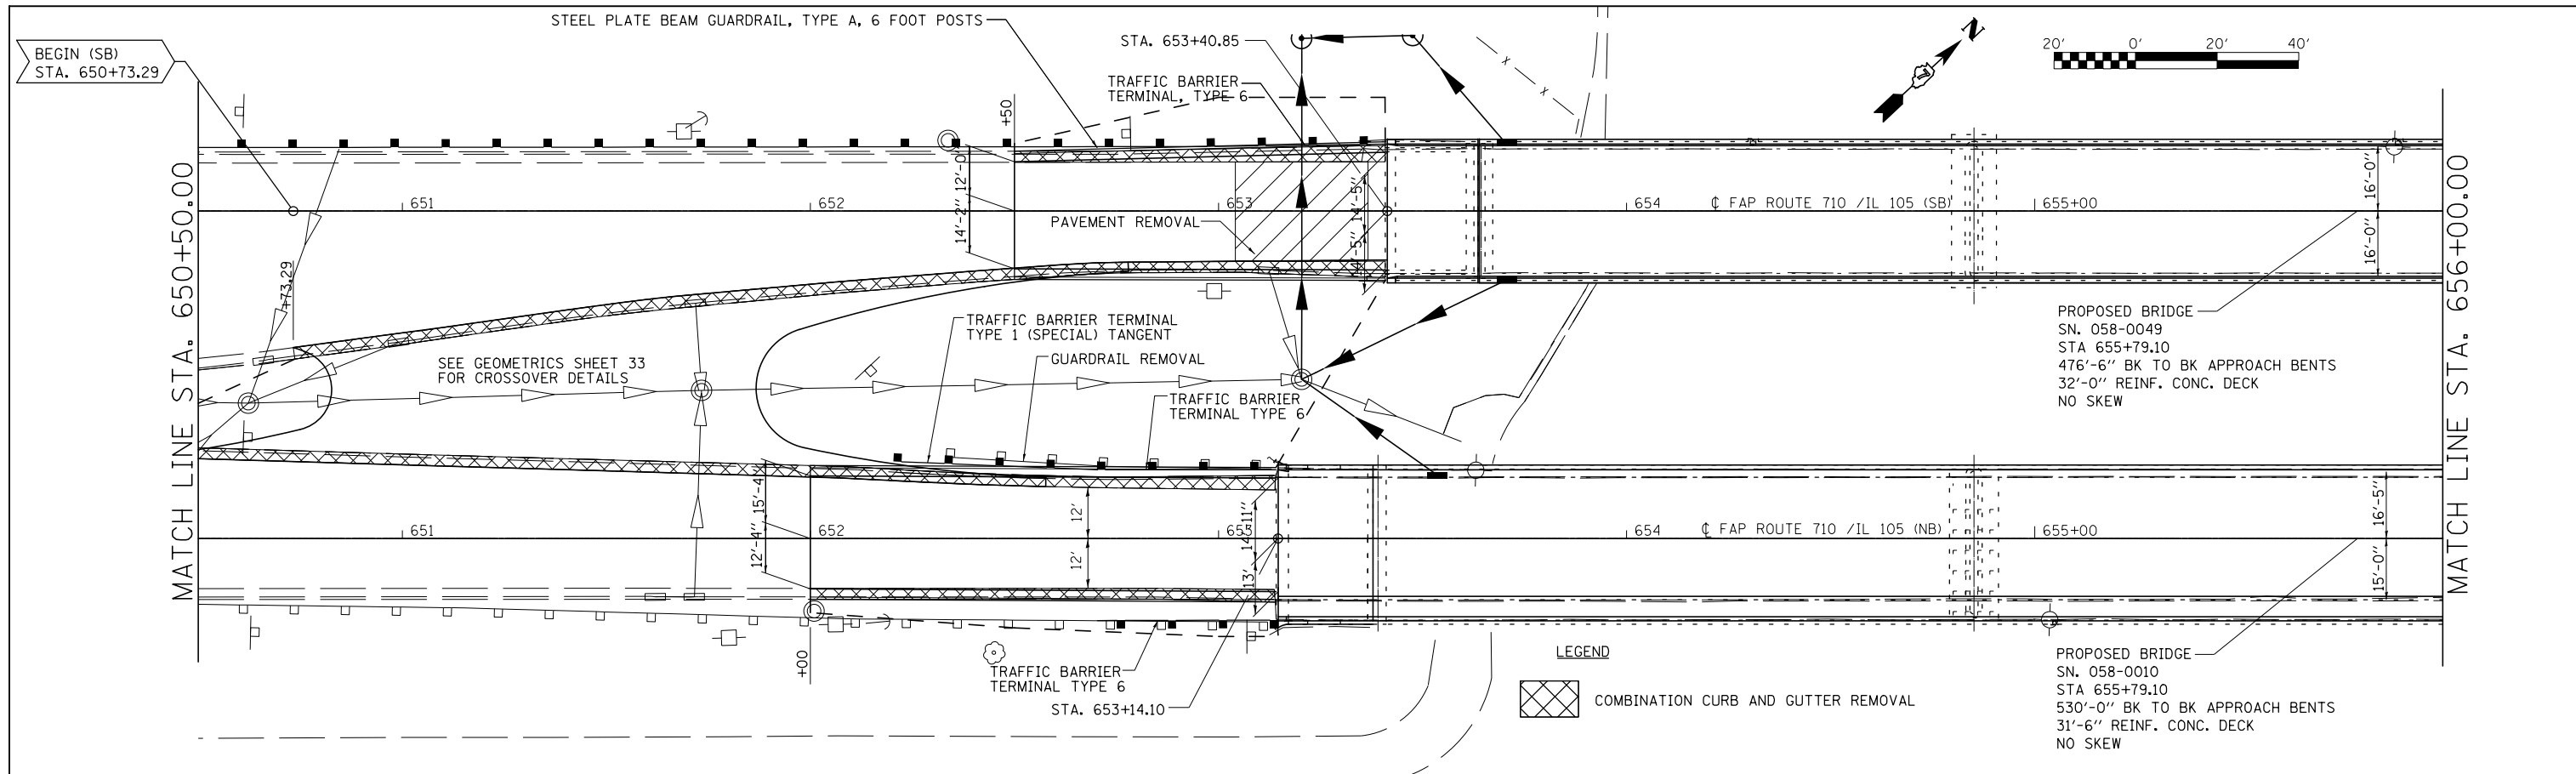 STEEL PLATE BEAM GUARDRAIL, TYPE A, 6 FOOT POSTS
BEGIN (SB)
STA. 650+73.29
STA. 653+40.85
TRAFFIC BARRIER
TERMINAL, TYPE 6
N
20' 0' 20' 40'
+50
MATCH LINE STA. 650+50.00
12'-0"
14'-2"
651
652
653
654
655+00
℄ FAP ROUTE 710 /IL 105 (SB)
PAVEMENT REMOVAL
14'-5"
16'-0"
16'-0"
MATCH LINE STA. 656+00.00
+73.29
TRAFFIC BARRIER TERMINAL
TYPE 1 (SPECIAL) TANGENT
GUARDRAIL REMOVAL
SEE GEOMETRICS SHEET 33
FOR CROSSOVER DETAILS
TRAFFIC BARRIER
TERMINAL TYPE 6
PROPOSED BRIDGE
SN. 058-0049
STA 655+79.10
476'-6" BK TO BK APPROACH BENTS
32'-0" REINF. CONC. DECK
NO SKEW
15'-4"
12'-4"
12'
12'
14'-11"
13'
651
652
653
654
℄ FAP ROUTE 710 /IL 105 (NB)
655+00
16'-5"
15'-0"
+00
TRAFFIC BARRIER
TERMINAL TYPE 6
STA. 653+14.10
LEGEND
COMBINATION CURB AND GUTTER REMOVAL
PROPOSED BRIDGE
SN. 058-0010
STA 655+79.10
530'-0" BK TO BK APPROACH BENTS
31'-6" REINF. CONC. DECK
NO SKEW